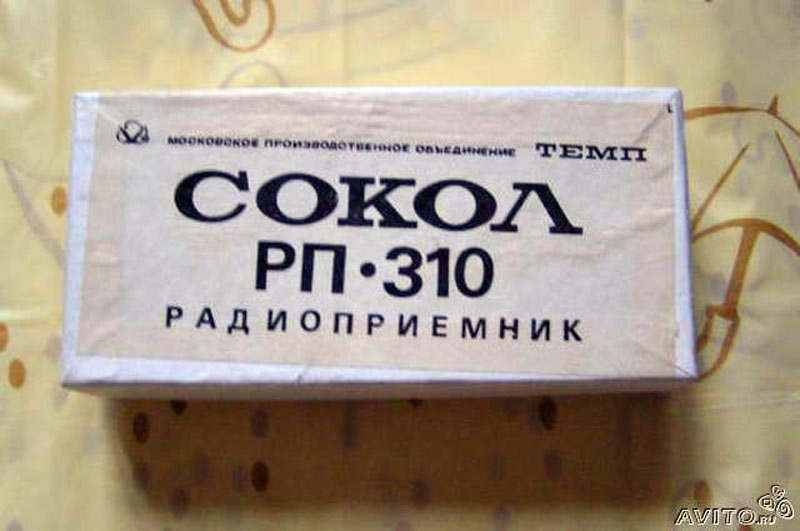 МОСКОВСКОЕ ПРОИЗВОДСТВЕННОЕ ОБЪЕДИНЕНИЕ ТЕМП
СОКОЛ
РП·310
РАДИОПРИЕМНИК
AVITO.RU